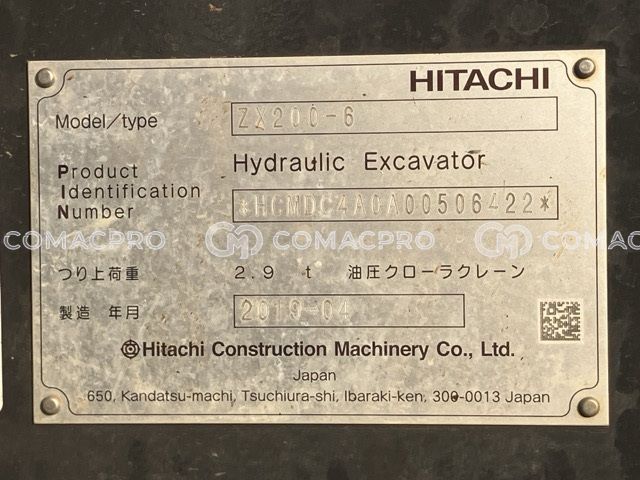 HITACHI
Model/type ZX200-6
Product Identification Number
Hydraulic Excavator
*HCMDC4A0A00506422*
COMACPRO COMACPRO COMACPRO
つり上荷重 2.9 t 油圧クローラクレーン
製造 年月 2019-04
Hitachi Construction Machinery Co., Ltd.
Japan
650, Kandatsu-machi, Tsuchiura-shi, Ibaraki-ken, 300-0013 Japan